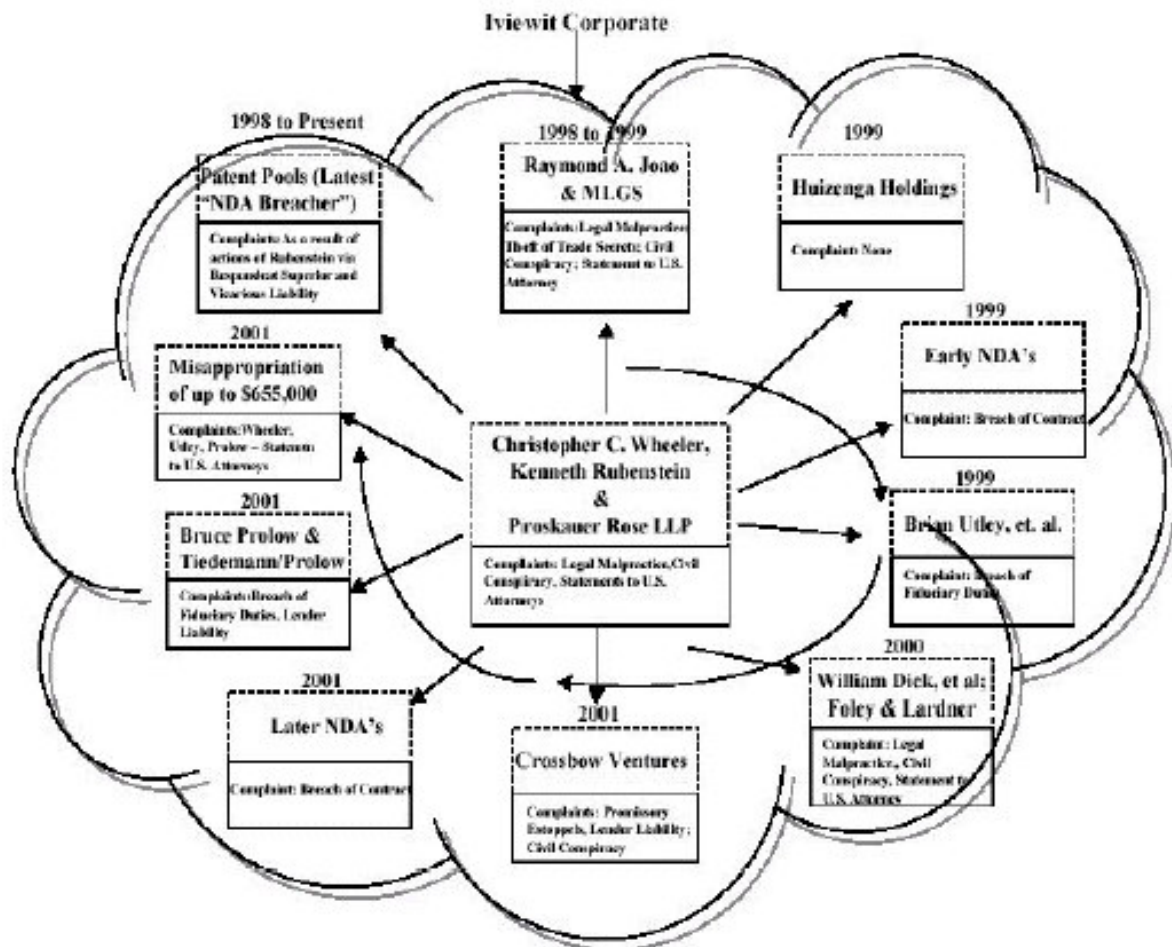 Iviewit Corporate
1998 to Present
Patent Pools (Latest
"NDA Breacher")
Complaints: As a result of
actions of Rubenstein via
Respondent Superior and
Vicarious Liability
1998 to 1999
Raymond A. Joao
& MLGS
Complaints: Legal Malpractice;
Theft of Trade Secrets; Civil
Conspiracy; Statement to U.S.
Attorney
1999
Huizenga Holdings
Complaint: None
1999
Early NDA's
Complaint: Breach of Contract
2001
Misappropriation
of up to $655,000
Complaints: Wheeler,
Utley, Prolow – Statement
to U.S. Attorneys
Christopher C. Wheeler,
Kenneth Rubenstein
&
Proskauer Rose LLP
Complaints: Legal Malpractice, Civil
Conspiracy, Statements to U.S.
Attorneys
1999
Brian Utley, et. al.
Complaint: Breach of
Fiduciary Duties
2001
Bruce Prolow &
Tiedemann/Prolow
Complaints: Breach of
Fiduciary Duties, Lender
Liability
2000
William Dick, et al;
Foley & Lardner
Complaint: Legal
Malpractice, Civil
Conspiracy, Statement to
U.S. Attorney
2001
Later NDA's
Complaint: Breach of Contract
2001
Crossbow Ventures
Complaints: Promissory
Estoppels, Lender Liability;
Civil Conspiracy